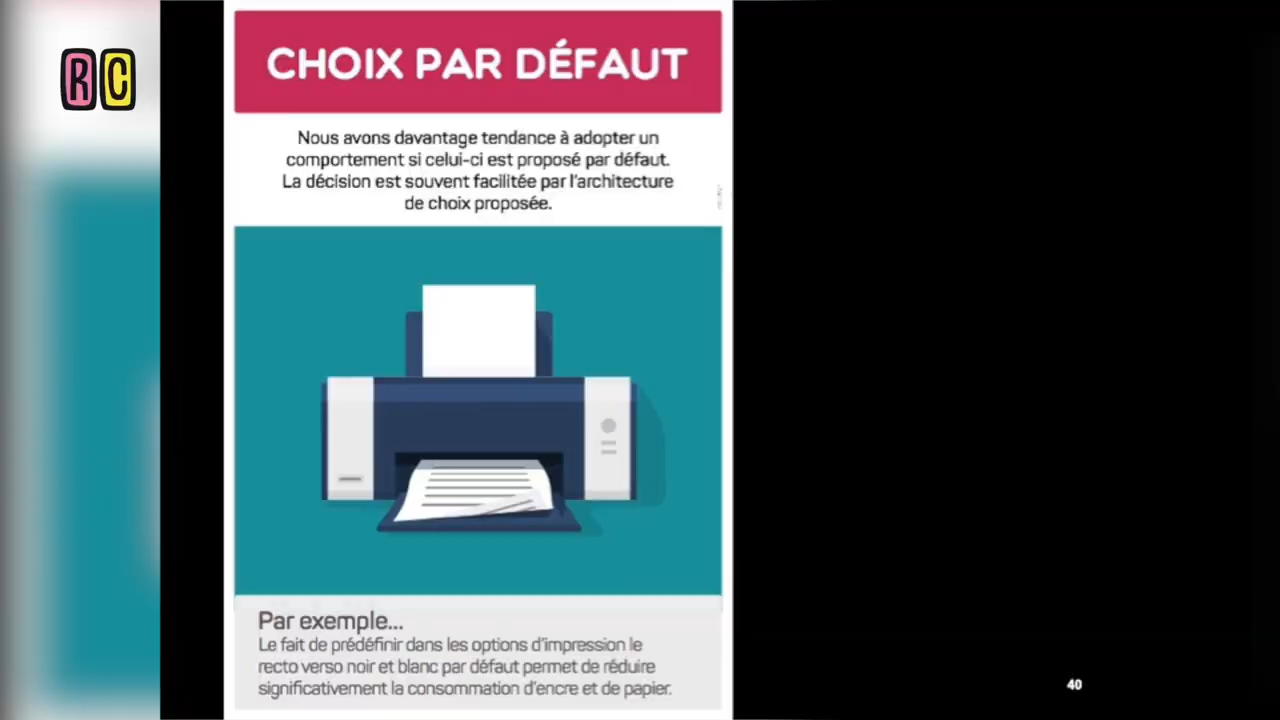 RC
CHOIX PAR DÉFAUT
Nous avons davantage tendance à adopter un
comportement si celui-ci est proposé par défaut.
La décision est souvent facilitée par l'architecture
de choix proposée.
Par exemple...
Le fait de prédéfinir dans les options d'impression le
recto verso noir et blanc par défaut permet de réduire
significativement la consommation d'encre et de papier.
40